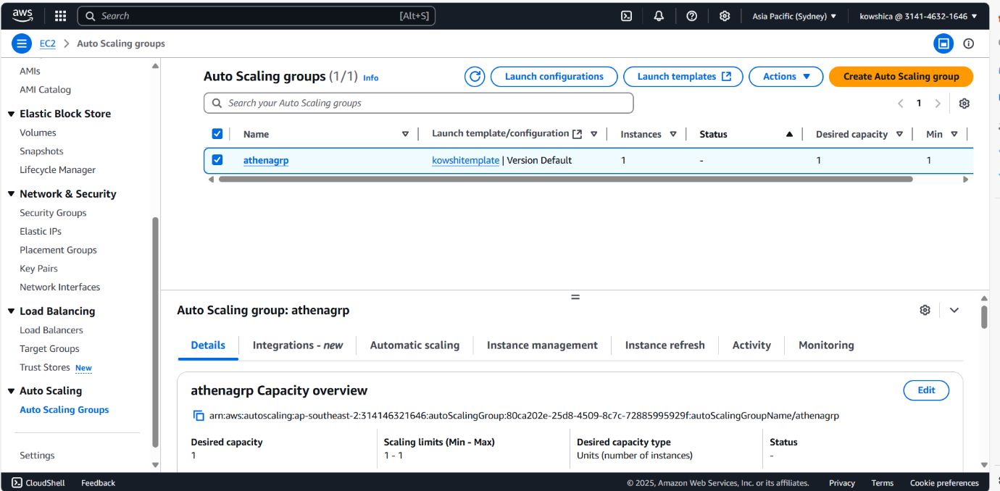 aws
Search [Alt+S] Asia Pacific (Sydney) kowshica @ 3141-4632-1646
EC2 Auto Scaling groups
AMIs
AMI Catalog
Elastic Block Store
Volumes
Snapshots
Lifecycle Manager
Network & Security
Security Groups
Elastic IPs
Placement Groups
Key Pairs
Network Interfaces
Load Balancing
Load Balancers
Target Groups
Trust Stores New
Auto Scaling
Auto Scaling Groups
Settings
Auto Scaling groups (1/1) Info
Launch configurations Launch templates Actions Create Auto Scaling group
Search your Auto Scaling groups
1
Name Launch template/configuration Instances Status Desired capacity Min
athenagrp kowshitemplate | Version Default 1 - 1 1
Auto Scaling group: athenagrp
Details Integrations - new Automatic scaling Instance management Instance refresh Activity Monitoring
athenagrp Capacity overview
Edit
arn:aws:autoscaling:ap-southeast-2:314146321646:autoScalingGroup:80ca202e-25d8-4509-8c7c-72885995929f:autoScalingGroupName/athenagrp
Desired capacity Scaling limits (Min - Max) Desired capacity type Status
1 1 - 1 Units (number of instances) -
CloudShell Feedback © 2025, Amazon Web Services, Inc. or its affiliates. Privacy Terms Cookie preferences